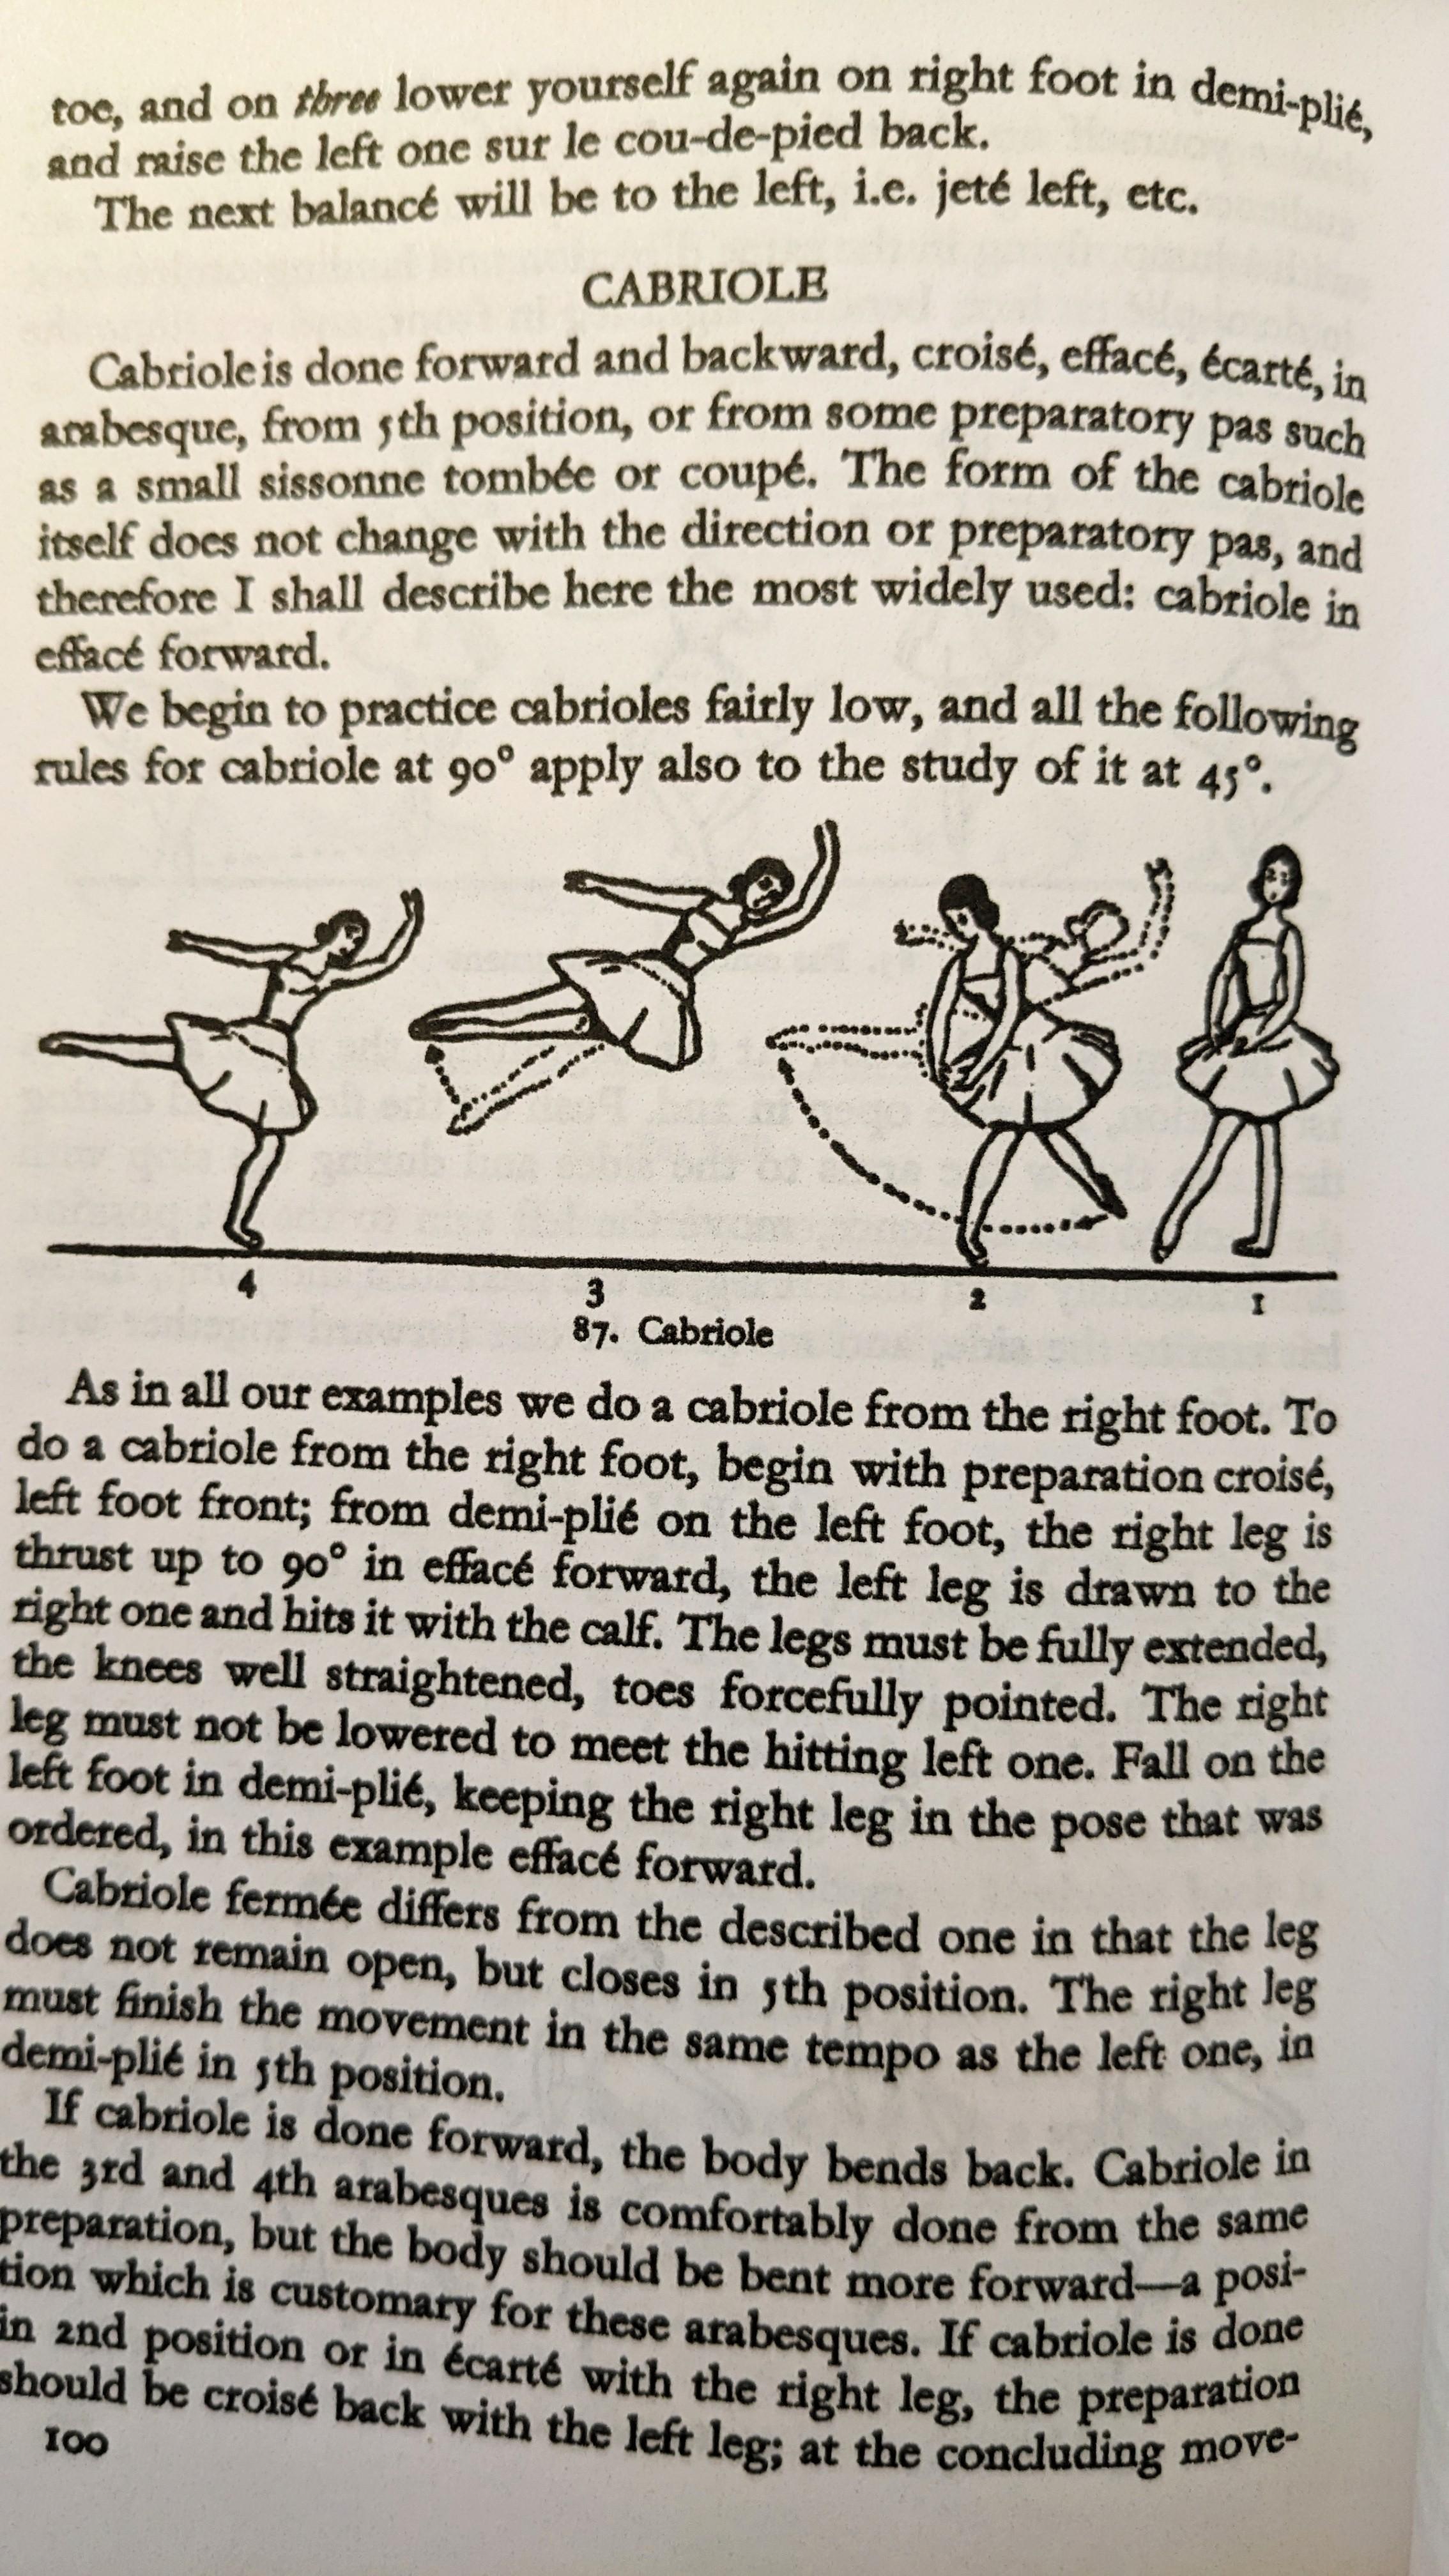 toe, and on three lower yourself again on right foot in demi-plié,
and raise the left one sur le cou-de-pied back.
The next balancé will be to the left, i.e. jeté left, etc.
CABRIOLE
Cabriole is done forward and backward, croisé, effacé, écarté, in
arabesque, from 5th position, or from some preparatory pas such
as a small sissonne tombée or coupé. The form of the cabriole
itself does not change with the direction or preparatory pas, and
therefore I shall describe here the most widely used: cabriole in
effacé forward.
We begin to practice cabrioles fairly low, and all the following
rules for cabriole at 90° apply also to the study of it at 45°.
4 3 2 1
87. Cabriole
As in all our examples we do a cabriole from the right foot. To
do a cabriole from the right foot, begin with preparation croisé,
left foot front; from demi-plié on the left foot, the right leg is
thrust up to 90° in effacé forward, the left leg is drawn to the
right one and hits it with the calf. The legs must be fully extended,
the knees well straightened, toes forcefully pointed. The right
leg must not be lowered to meet the hitting left one. Fall on the
left foot in demi-plié, keeping the right leg in the pose that was
ordered, in this example effacé forward.
Cabriole fermée differs from the described one in that the leg
does not remain open, but closes in 5th position. The right leg
must finish the movement in the same tempo as the left one, in
demi-plié in 5th position.
If cabriole is done forward, the body bends back. Cabriole in
the 3rd and 4th arabesques is comfortably done from the same
preparation, but the body should be bent more forward—a posi-
tion which is customary for these arabesques. If cabriole is done
in 2nd position or in écarté with the right leg, the preparation
should be croisé back with the left leg; at the concluding move-
100